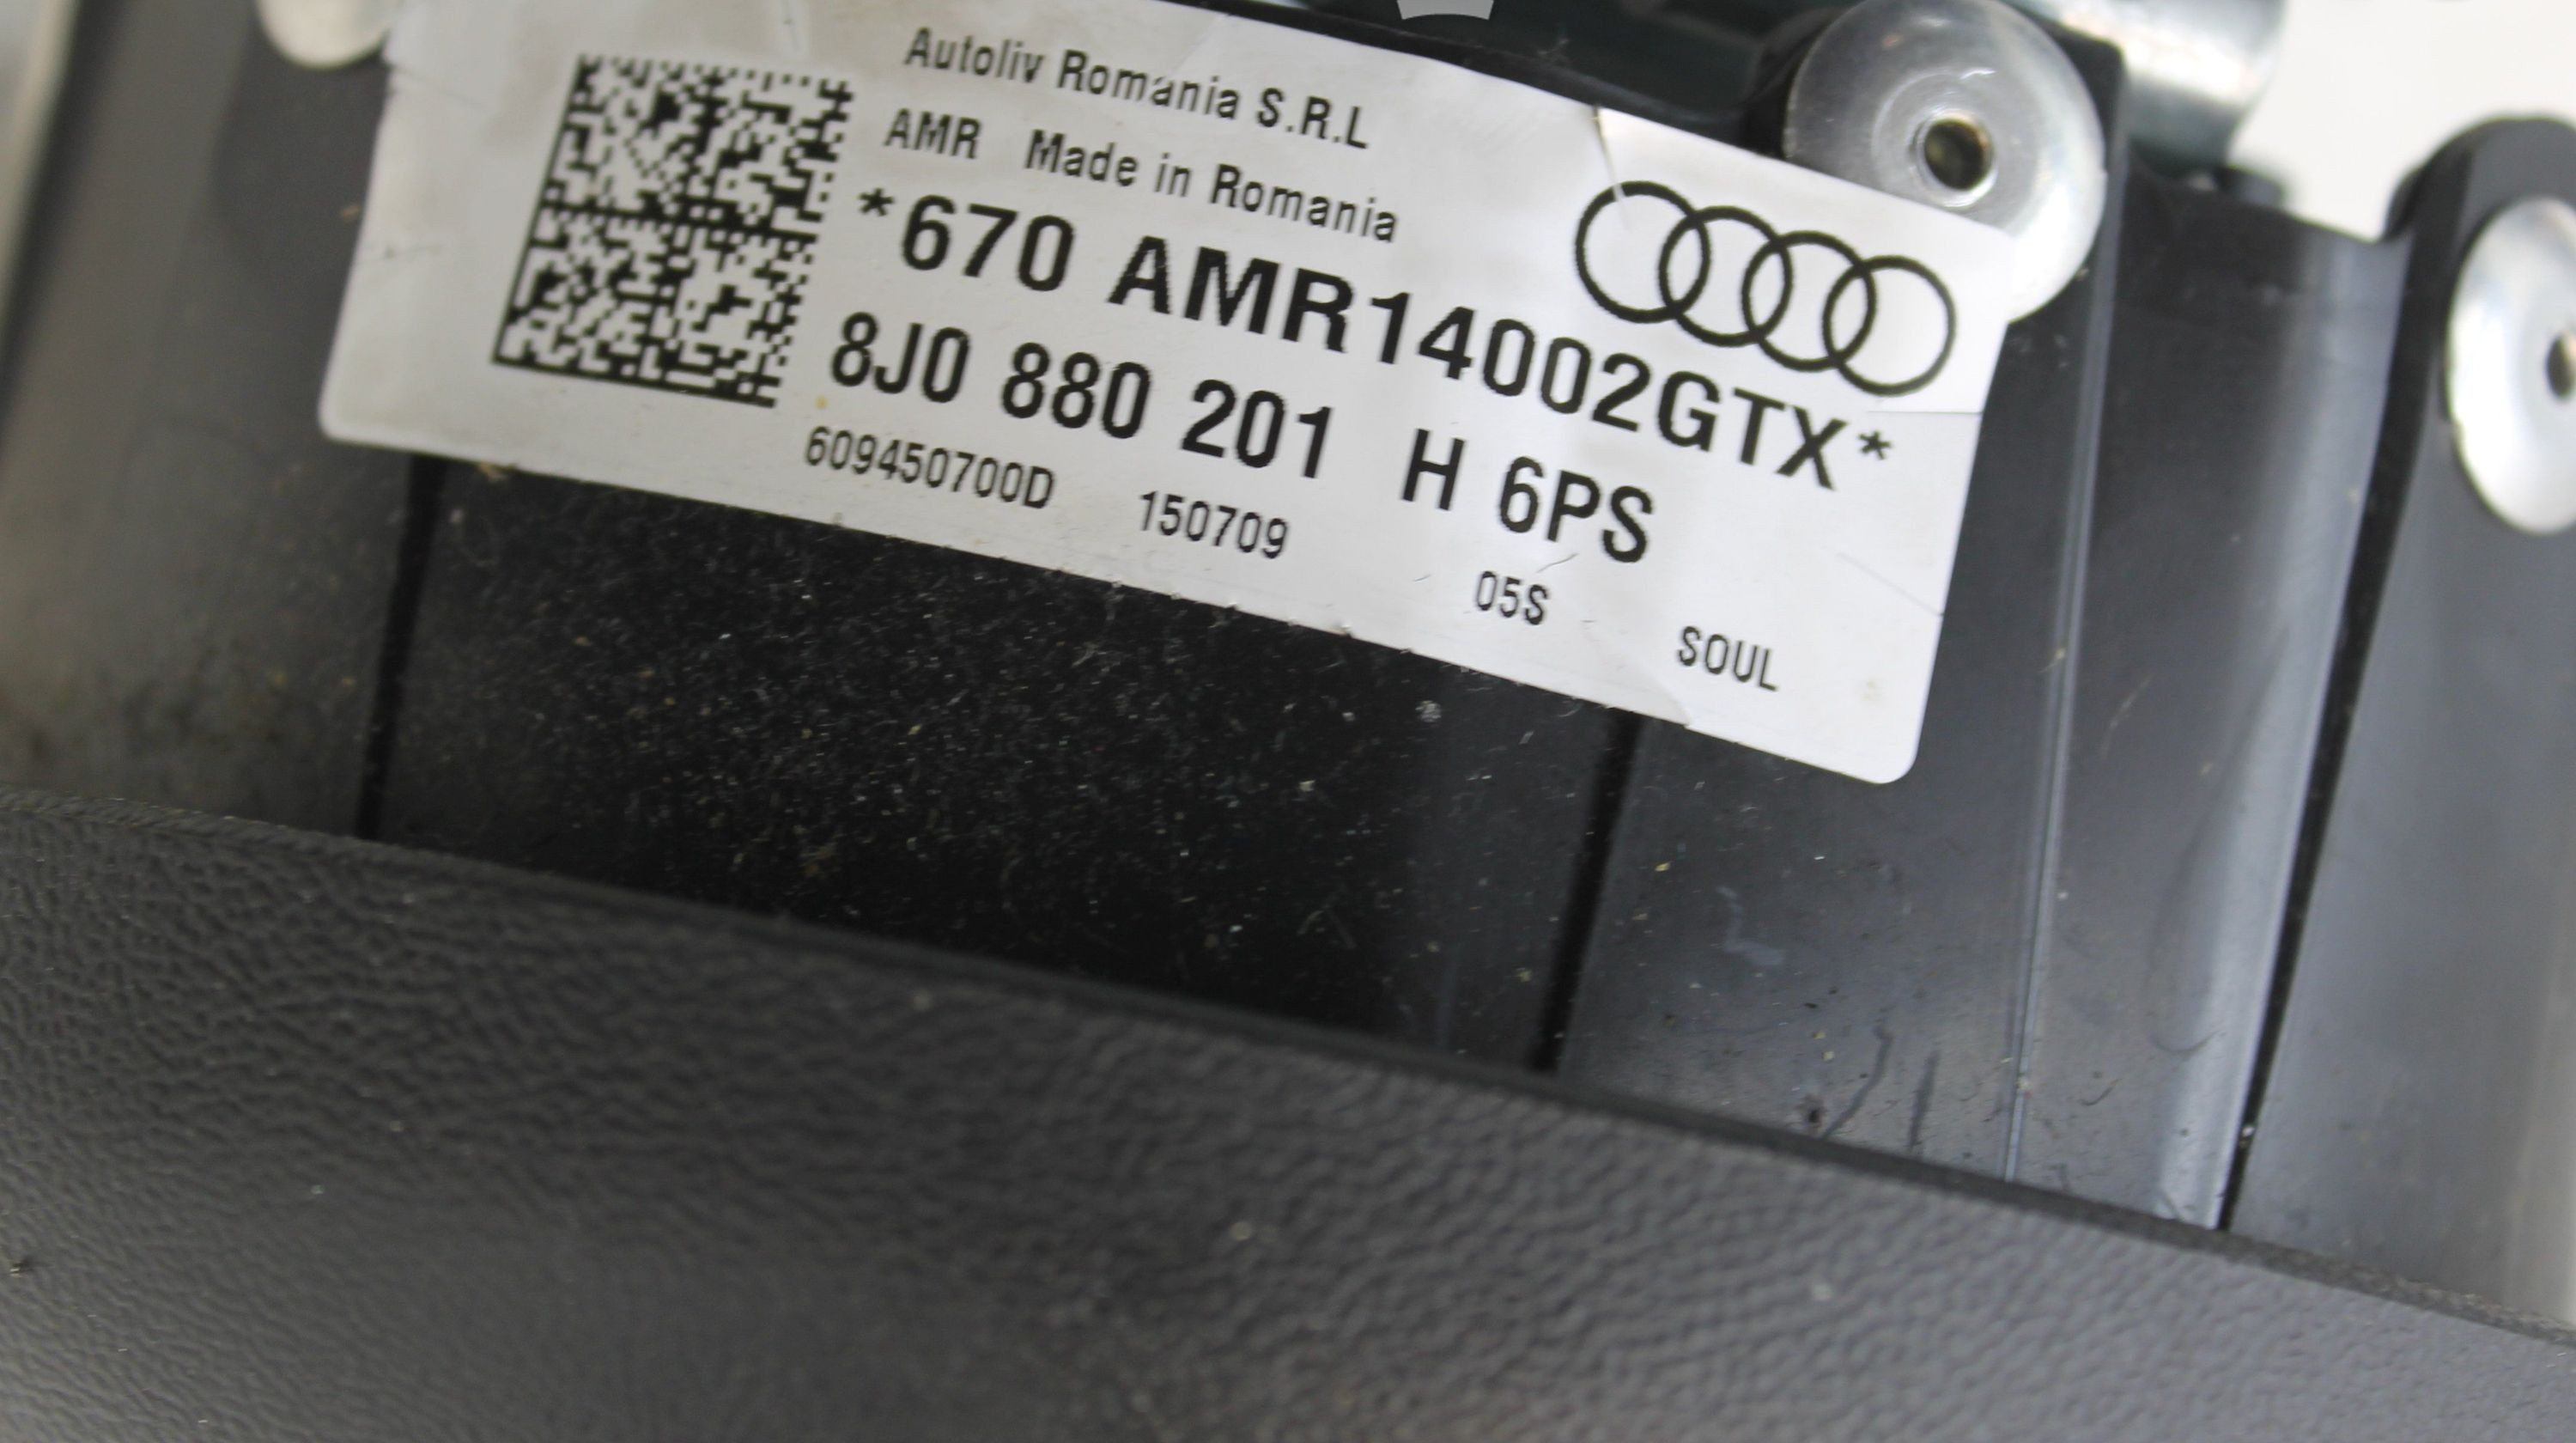 Autoliv Romania S.R.L
AMR Made in Romania
*670 AMR14002GTX*
8J0 880 201 H 6PS
609450700D 150709 05S SOUL